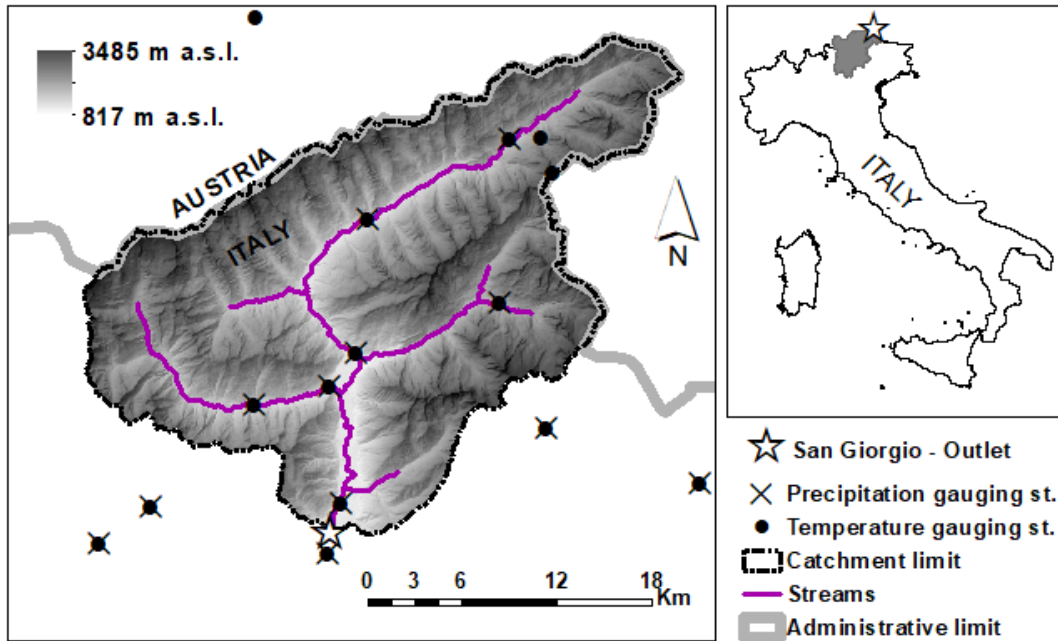 3485 m a.s.l.
817 m a.s.l.
AUSTRIA
ITALY
N
0 3 6 12 18
Km
ITALY
San Giorgio - Outlet
Precipitation gauging st.
Temperature gauging st.
Catchment limit
Streams
Administrative limit